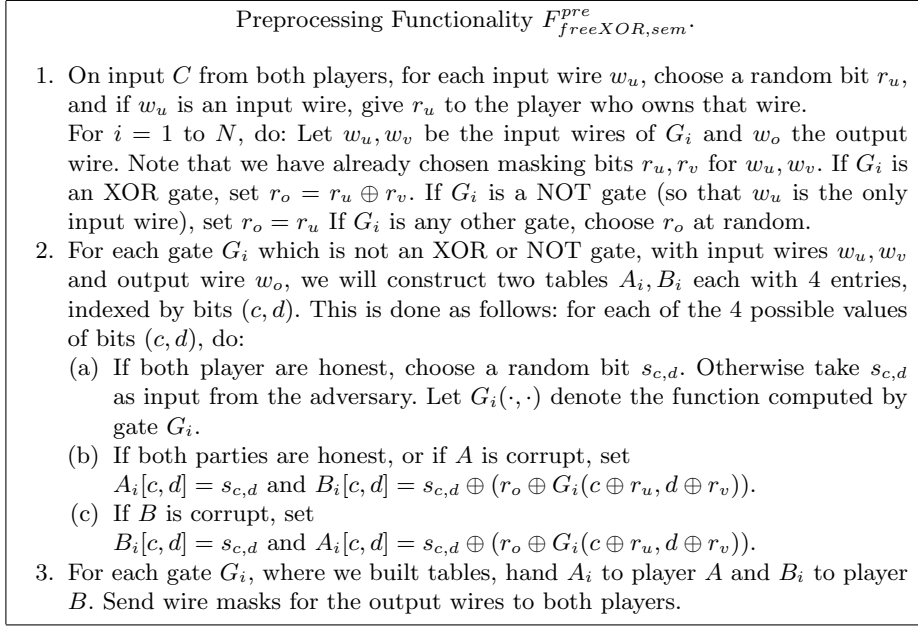 Preprocessing Functionality $F^{pre}_{freeXOR,sem}$.
1. On input $C$ from both players, for each input wire $w_u$, choose a random bit $r_u$,
and if $w_u$ is an input wire, give $r_u$ to the player who owns that wire.
For $i = 1$ to $N$, do: Let $w_u, w_v$ be the input wires of $G_i$ and $w_o$ the output
wire. Note that we have already chosen masking bits $r_u, r_v$ for $w_u, w_v$. If $G_i$
is an XOR gate, set $r_o = r_u \oplus r_v$. If $G_i$ is a NOT gate (so that $w_u$ is the only
input wire), set $r_o = r_u$ If $G_i$ is any other gate, choose $r_o$ at random.
2. For each gate $G_i$ which is not an XOR or NOT gate, with input wires $w_u, w_v$
and output wire $w_o$, we will construct two tables $A_i, B_i$ each with 4 entries,
indexed by bits $(c, d)$. This is done as follows: for each of the 4 possible values
of bits $(c, d)$, do:
(a) If both player are honest, choose a random bit $s_{c,d}$. Otherwise take $s_{c,d}$
as input from the adversary. Let $G_i(\cdot, \cdot)$ denote the function computed by
gate $G_i$.
(b) If both parties are honest, or if $A$ is corrupt, set
$A_i[c, d] = s_{c,d}$ and $B_i[c, d] = s_{c,d} \oplus (r_o \oplus G_i(c \oplus r_u, d \oplus r_v))$.
(c) If $B$ is corrupt, set
$B_i[c, d] = s_{c,d}$ and $A_i[c, d] = s_{c,d} \oplus (r_o \oplus G_i(c \oplus r_u, d \oplus r_v))$.
3. For each gate $G_i$, where we built tables, hand $A_i$ to player $A$ and $B_i$ to player
$B$. Send wire masks for the output wires to both players.